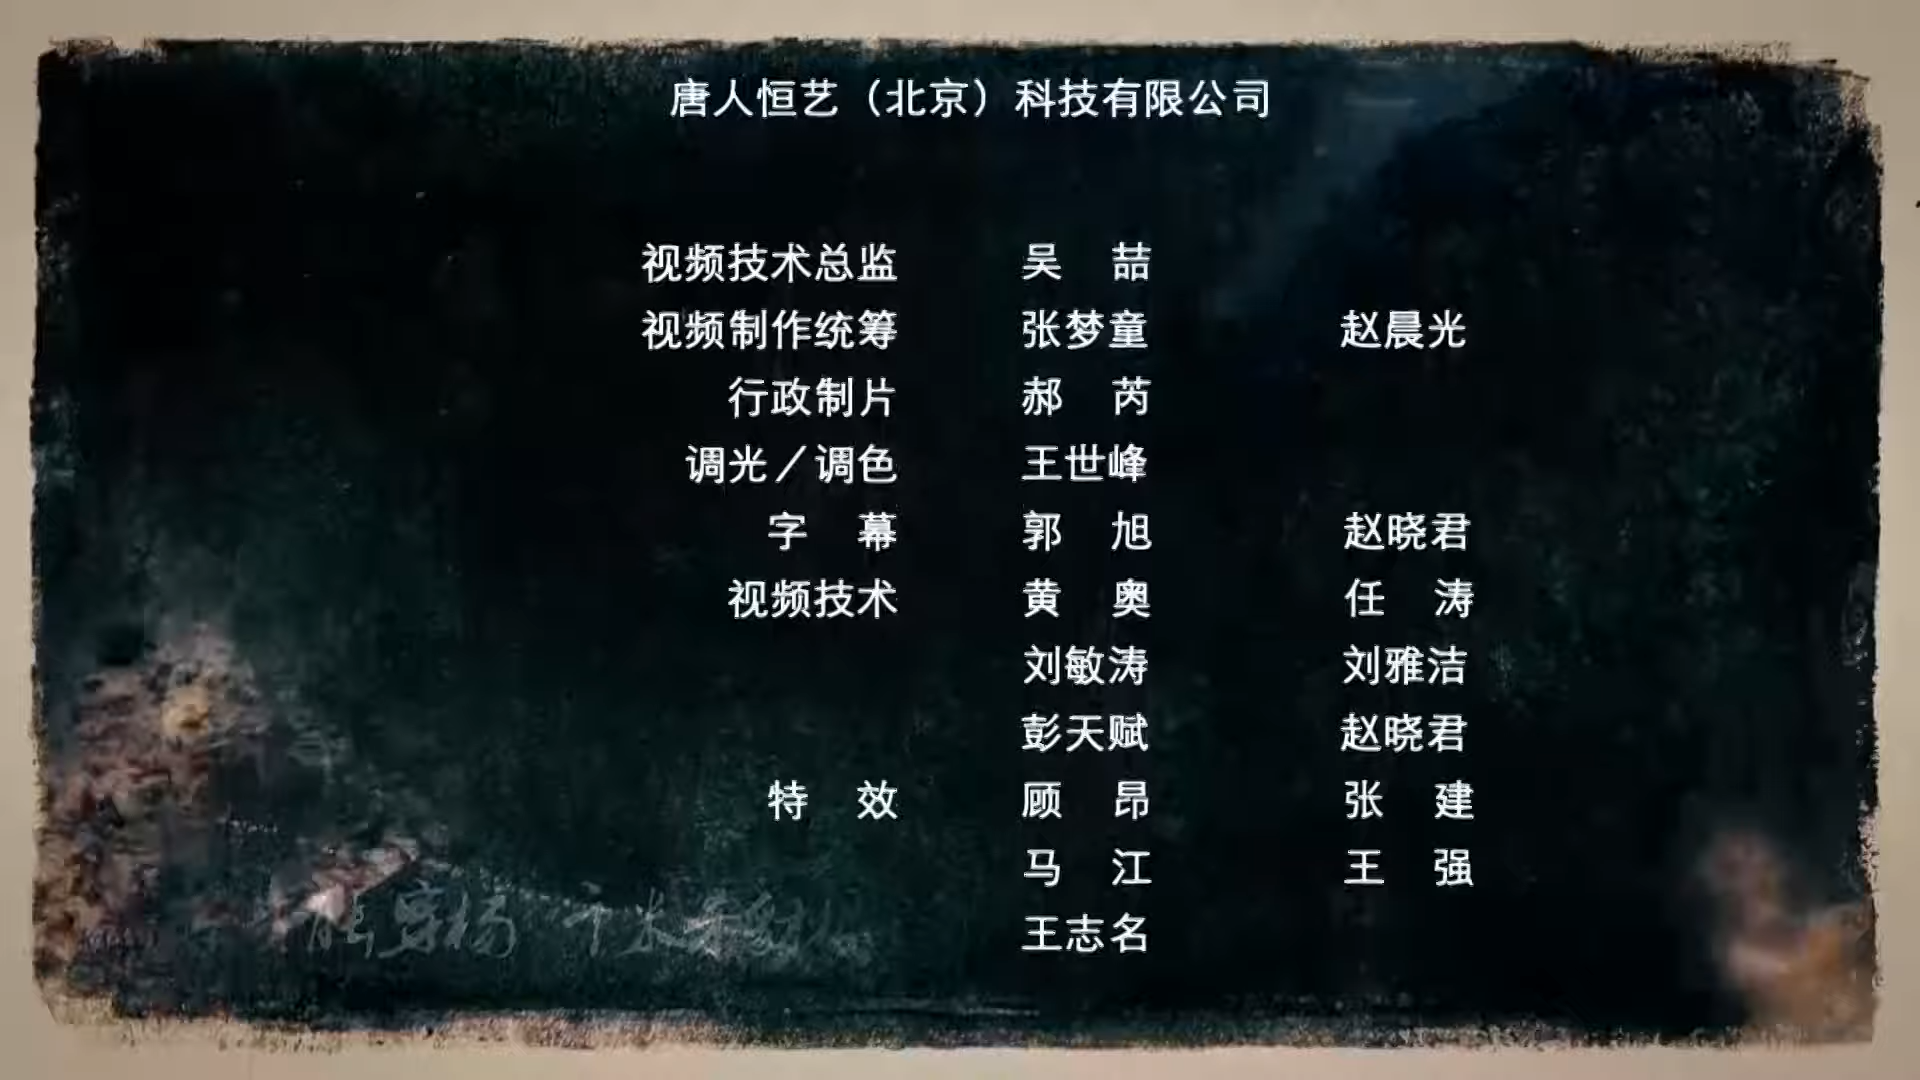 唐人恒艺（北京）科技有限公司
视频技术总监 吴 喆
视频制作统筹 张梦童 赵晨光
行政制片 郝 芮
调光／调色 王世峰
字 幕 郭 旭 赵晓君
视频技术 黄 奥 任 涛
刘敏涛 刘雅洁
彭天赋 赵晓君
特 效 顾 昂 张 建
马 江 王 强
王志名